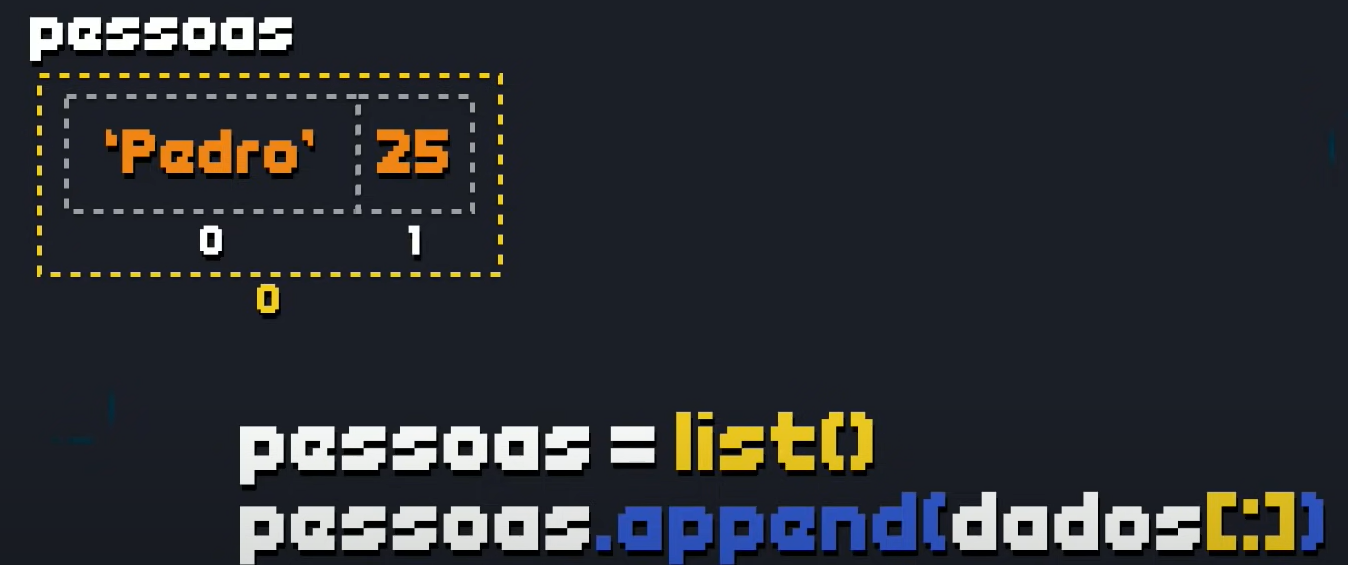 pessoas
'Pedro' 25
0 1
0
pessoas = list()
pessoas.append(dados[:])